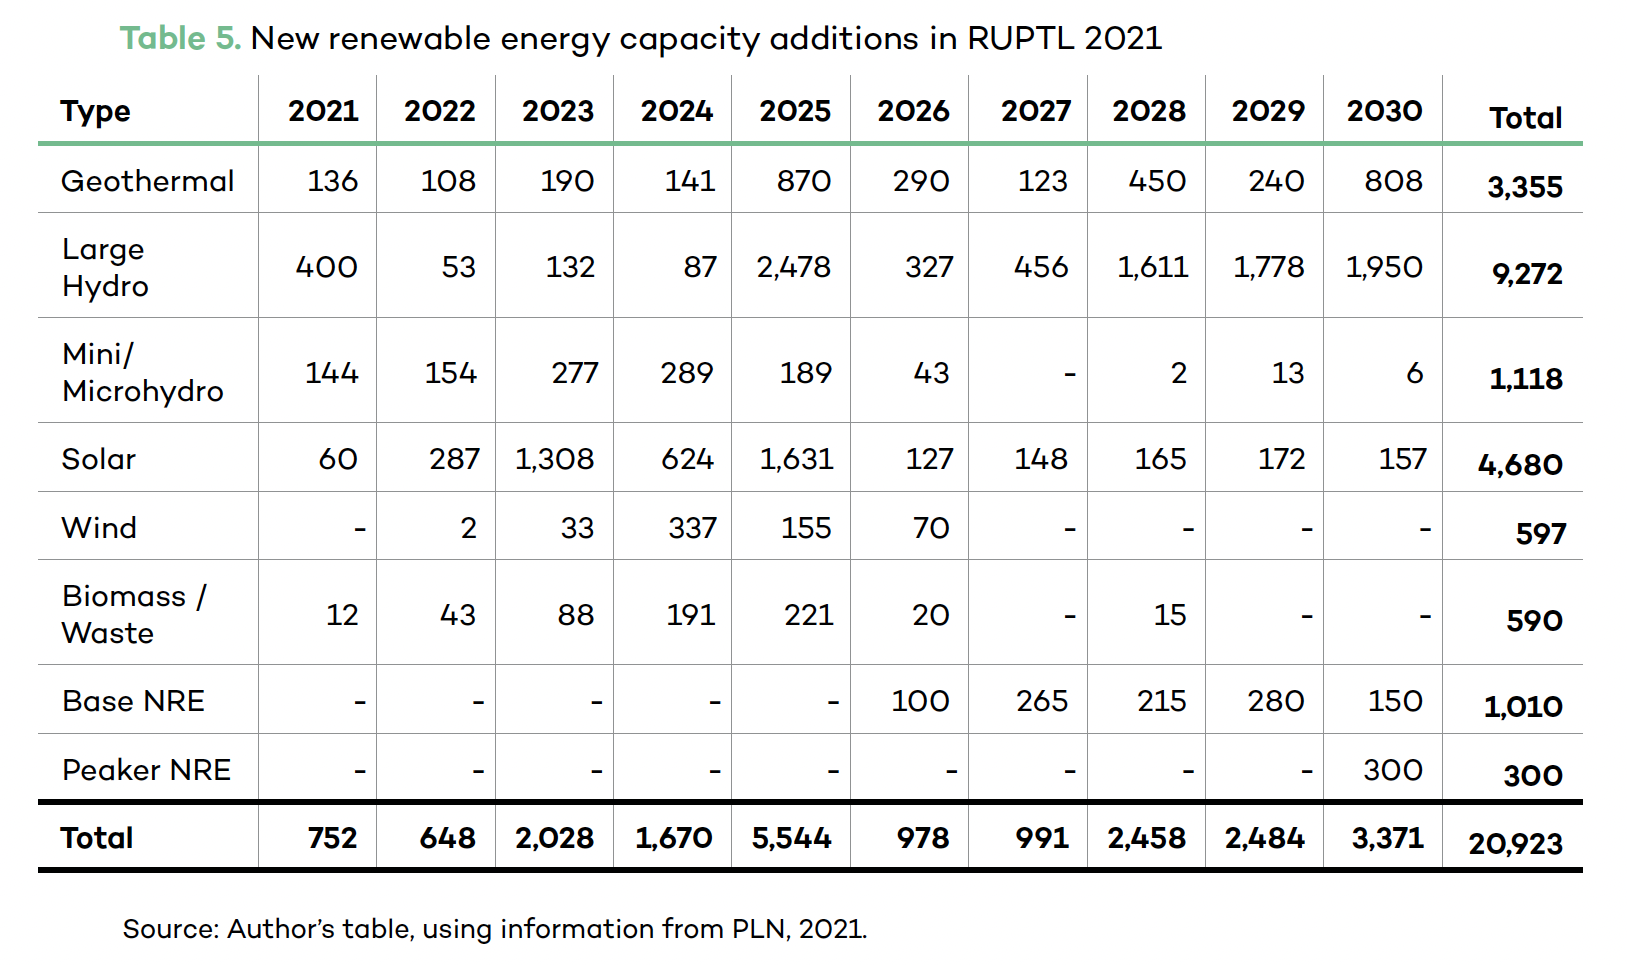 Table 5. New renewable energy capacity additions in RUPTL 2021
Type 2021 2022 2023 2024 2025 2026 2027 2028 2029 2030 Total
Geothermal 136 108 190 141 870 290 123 450 240 808 3,355
Large
Hydro 400 53 132 87 2,478 327 456 1,611 1,778 1,950 9,272
Mini/
Microhydro 144 154 277 289 189 43 - 2 13 6 1,118
Solar 60 287 1,308 624 1,631 127 148 165 172 157 4,680
Wind - 2 33 337 155 70 - - - - 597
Biomass /
Waste 12 43 88 191 221 20 - 15 - - 590
Base NRE - - - - - 100 265 215 280 150 1,010
Peaker NRE - - - - - - - - - 300 300
Total 752 648 2,028 1,670 5,544 978 991 2,458 2,484 3,371 20,923
Source: Author's table, using information from PLN, 2021.